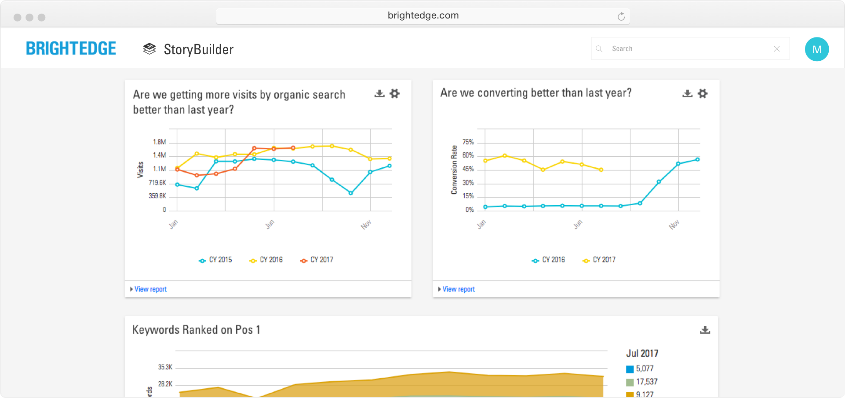 brightedge.com
BRIGHTEDGE
StoryBuilder
Search
M
Are we getting more visits by organic search
better than last year?
Visits
1.8M
1.4M
1.1M
719.6K
359.8K
0
Jan
Jun
Nov
CY 2015
CY 2016
CY 2017
View report
Are we converting better than last year?
Conversion Rate
75%
60%
45%
30%
15%
0%
Jan
Jun
Nov
CY 2016
CY 2017
View report
Keywords Ranked on Pos 1
35.3K
28.2K
Jul 2017
5,077
17,537
9,127